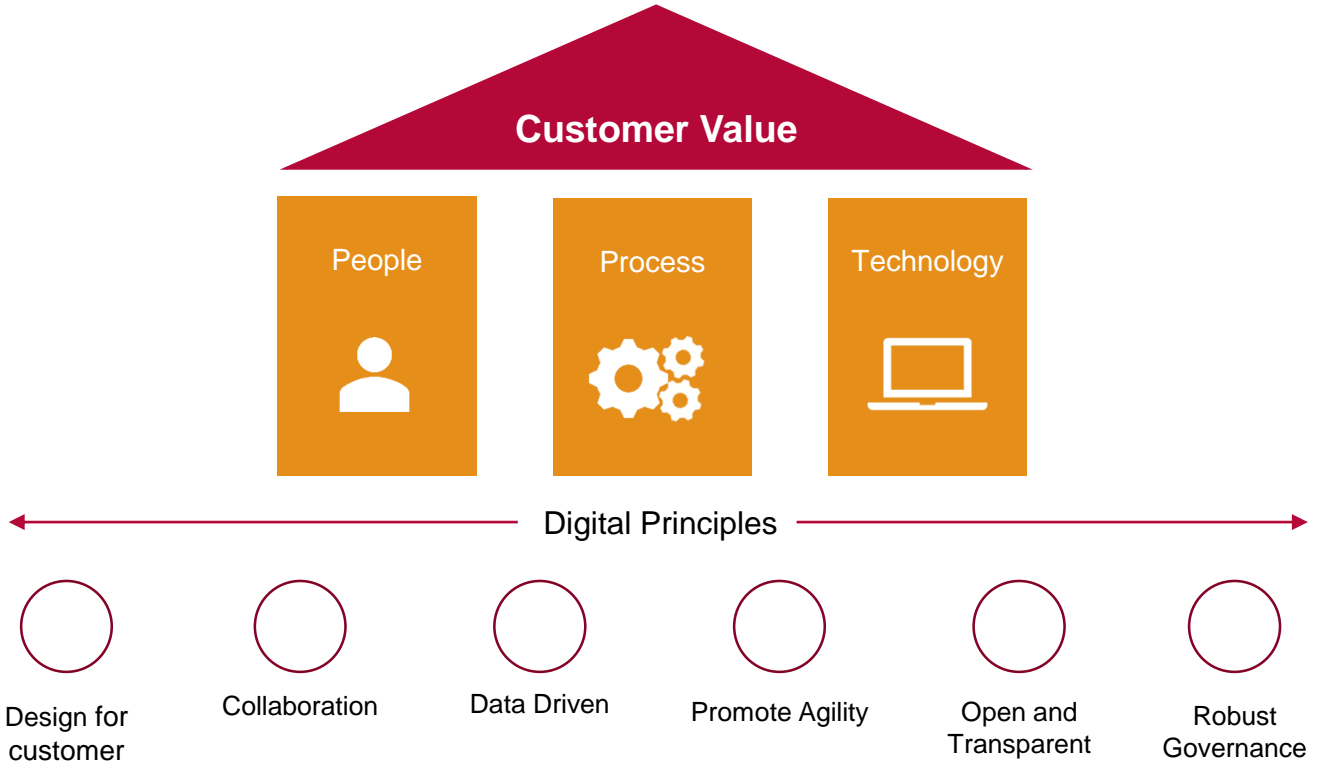 Customer Value
People
Process
Technology
Digital Principles
Design for
customer
Collaboration
Data Driven
Promote Agility
Open and
Transparent
Robust
Governance